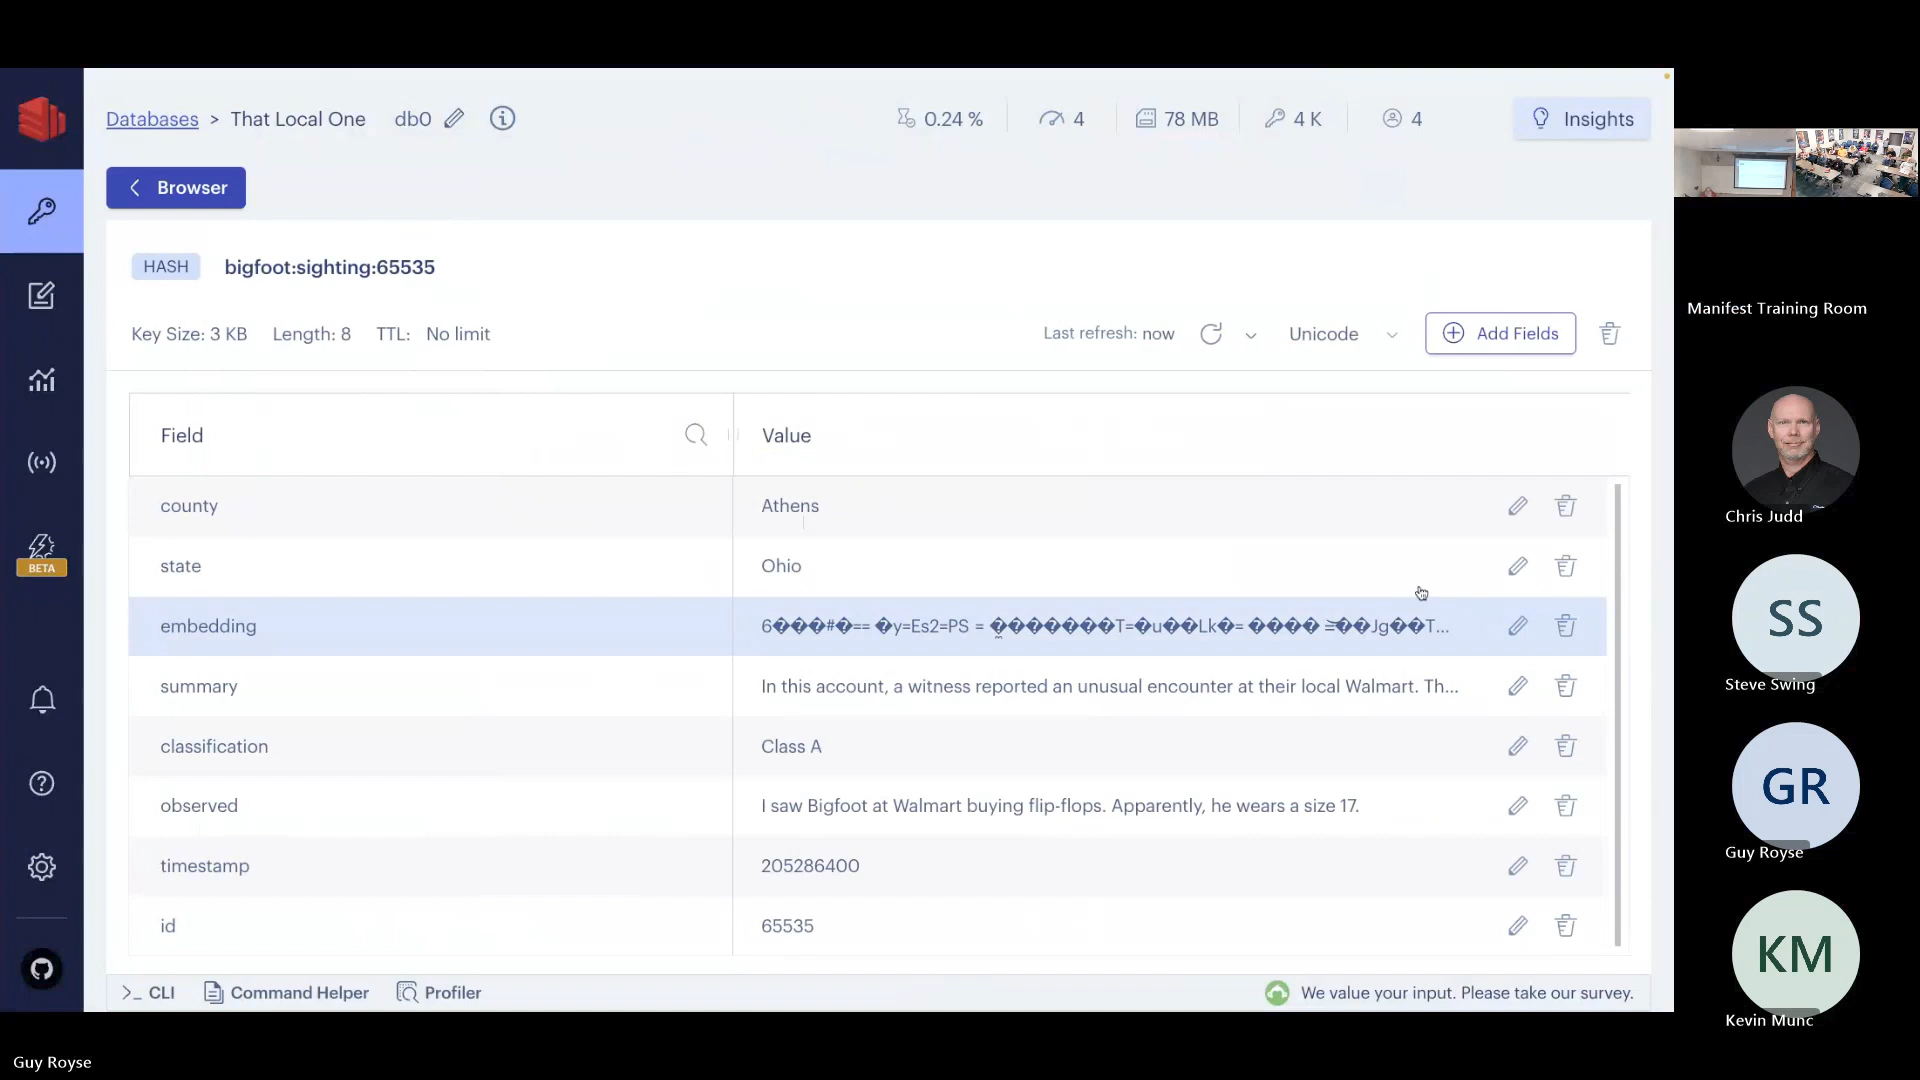 Databases > That Local One db0
0.24 % 4 78 MB 4 K 4
Insights
Browser
HASH bigfoot:sighting:65535
Key Size: 3 KB Length: 8 TTL: No limit
Last refresh: now Unicode Add Fields
Field Value
county Athens
state Ohio
embedding 6���#�== �y=Es2=PS =
summary In this account, a witness reported an unusual encounter at their local Walmart. Th...
classification Class A
observed I saw Bigfoot at Walmart buying flip-flops. Apparently, he wears a size 17.
timestamp 205286400
id 65535
BETA
>_ CLI Command Helper Profiler
We value your input. Please take our survey.
Manifest Training Room
Chris Judd
SS
Steve Swing
GR
Guy Royse
KM
Kevin Munc
Guy Royse